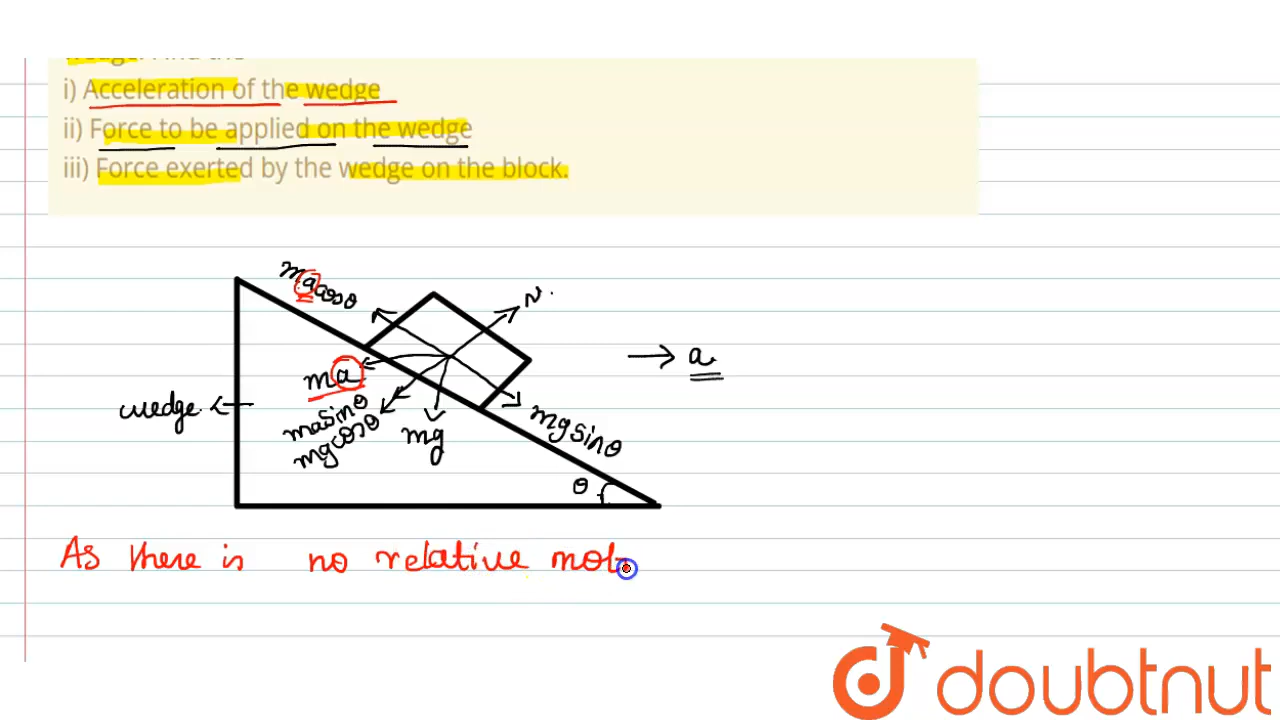 i) Acceleration of the wedge
ii) Force to be applied on the wedge
iii) Force exerted by the wedge on the block.
macosθ
N
ma
a
wedge
masinθ
mgcosθ
mg
mgsinθ
θ
As there is no relative mot
doubtnut